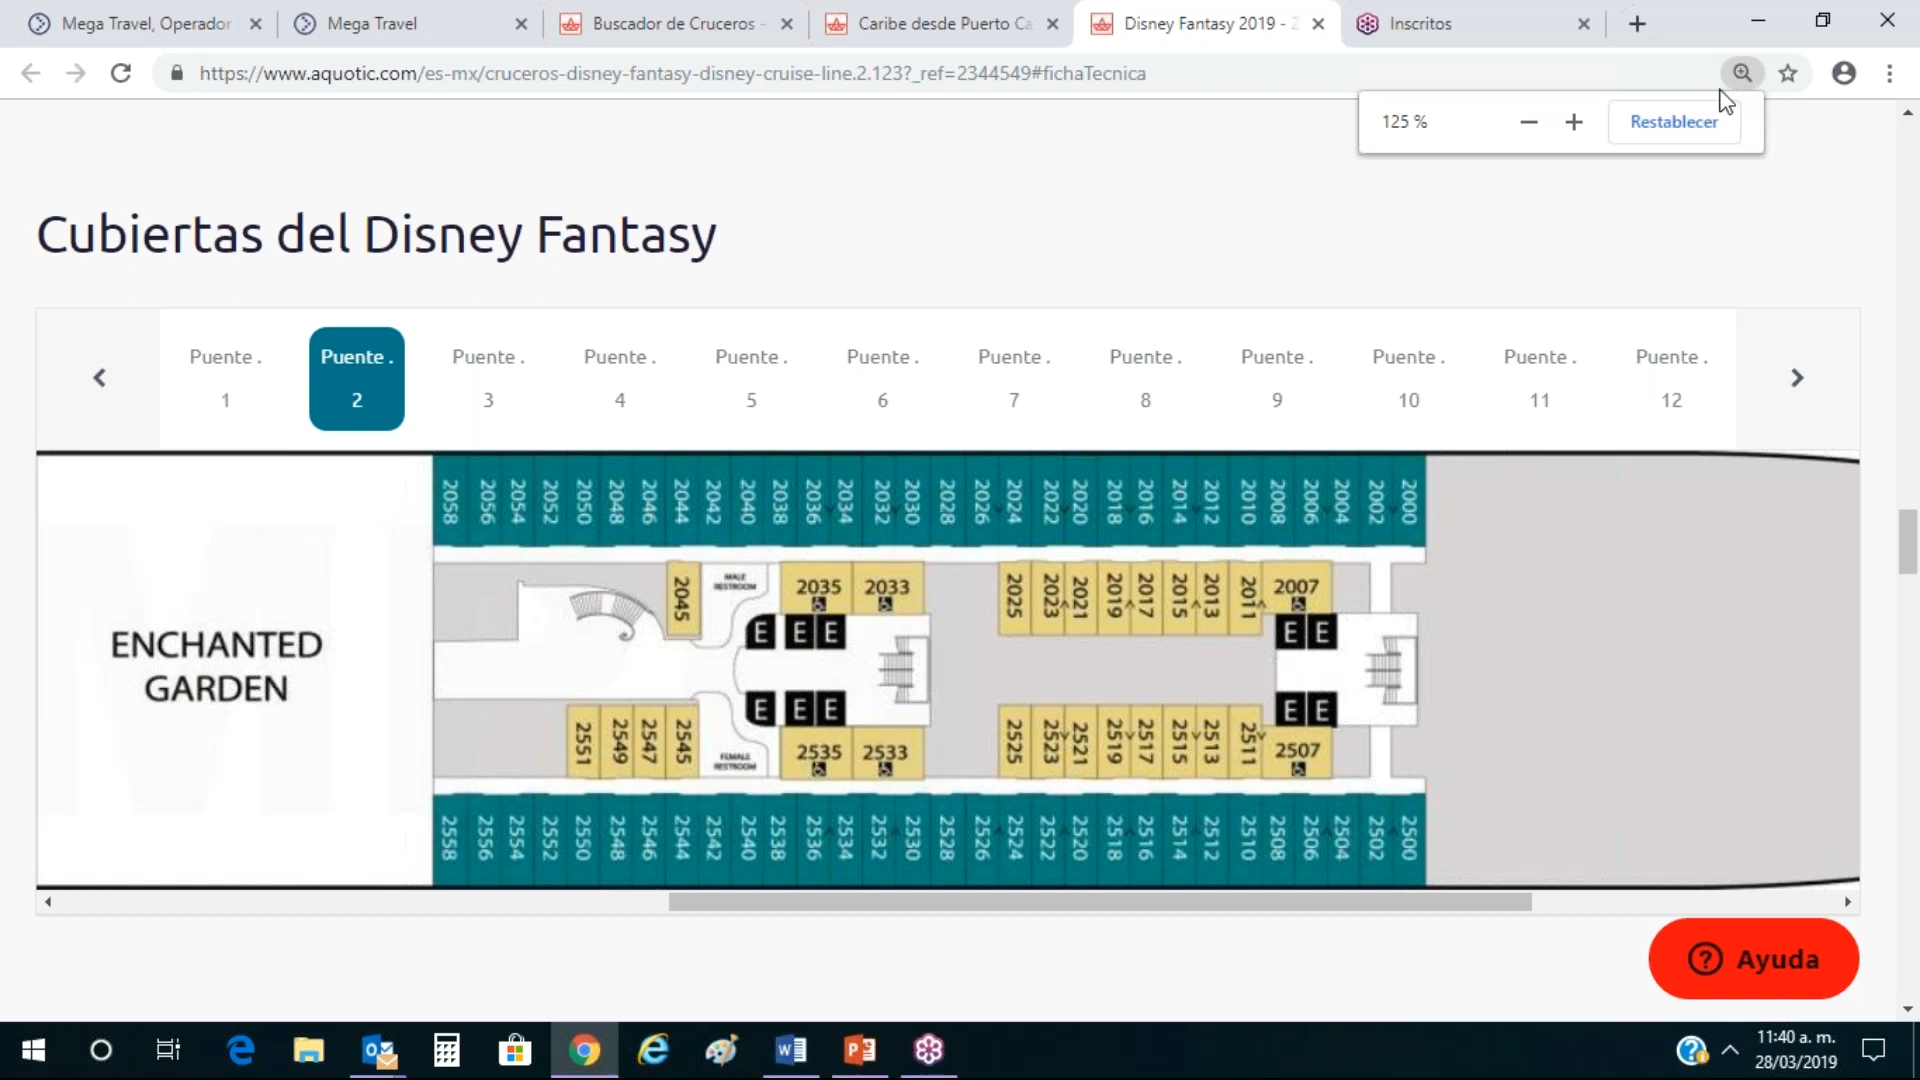 Mega Travel, Operador
Mega Travel
Buscador de Cruceros -
Caribe desde Puerto Ca
Disney Fantasy 2019 - 2
Inscritos
https://www.aquotic.com/es-mx/cruceros-disney-fantasy-disney-cruise-line.2.123?_ref=2344549#fichaTecnica
125 %
Restablecer
Cubiertas del Disney Fantasy
Puente . Puente . Puente . Puente . Puente . Puente . Puente . Puente . Puente . Puente . Puente . Puente .
1 2 3 4 5 6 7 8 9 10 11 12
2058 2056 2054 2052 2050 2048 2046 2044 2042 2040 2038 2036 2034 2032 2030 2028 2026 2024 2022 2020 2018 2016 2014 2012 2010 2008 2006 2004 2002 2000
2045 MALE 2035 2033 2025 2023 2021 2019 2017 2015 2013 2011 2007
RESTROOM
E E E E E
ENCHANTED
GARDEN
E E E E E
2551 2549 2547 2545 FEMALE 2535 2533 2525 2523 2521 2519 2517 2515 2513 2511 2507
RESTROOM
2558 2556 2554 2552 2550 2548 2546 2544 2542 2540 2538 2536 2534 2532 2530 2528 2526 2524 2522 2520 2518 2516 2514 2512 2510 2508 2506 2504 2502 2500
Ayuda
11:40 a. m.
28/03/2019